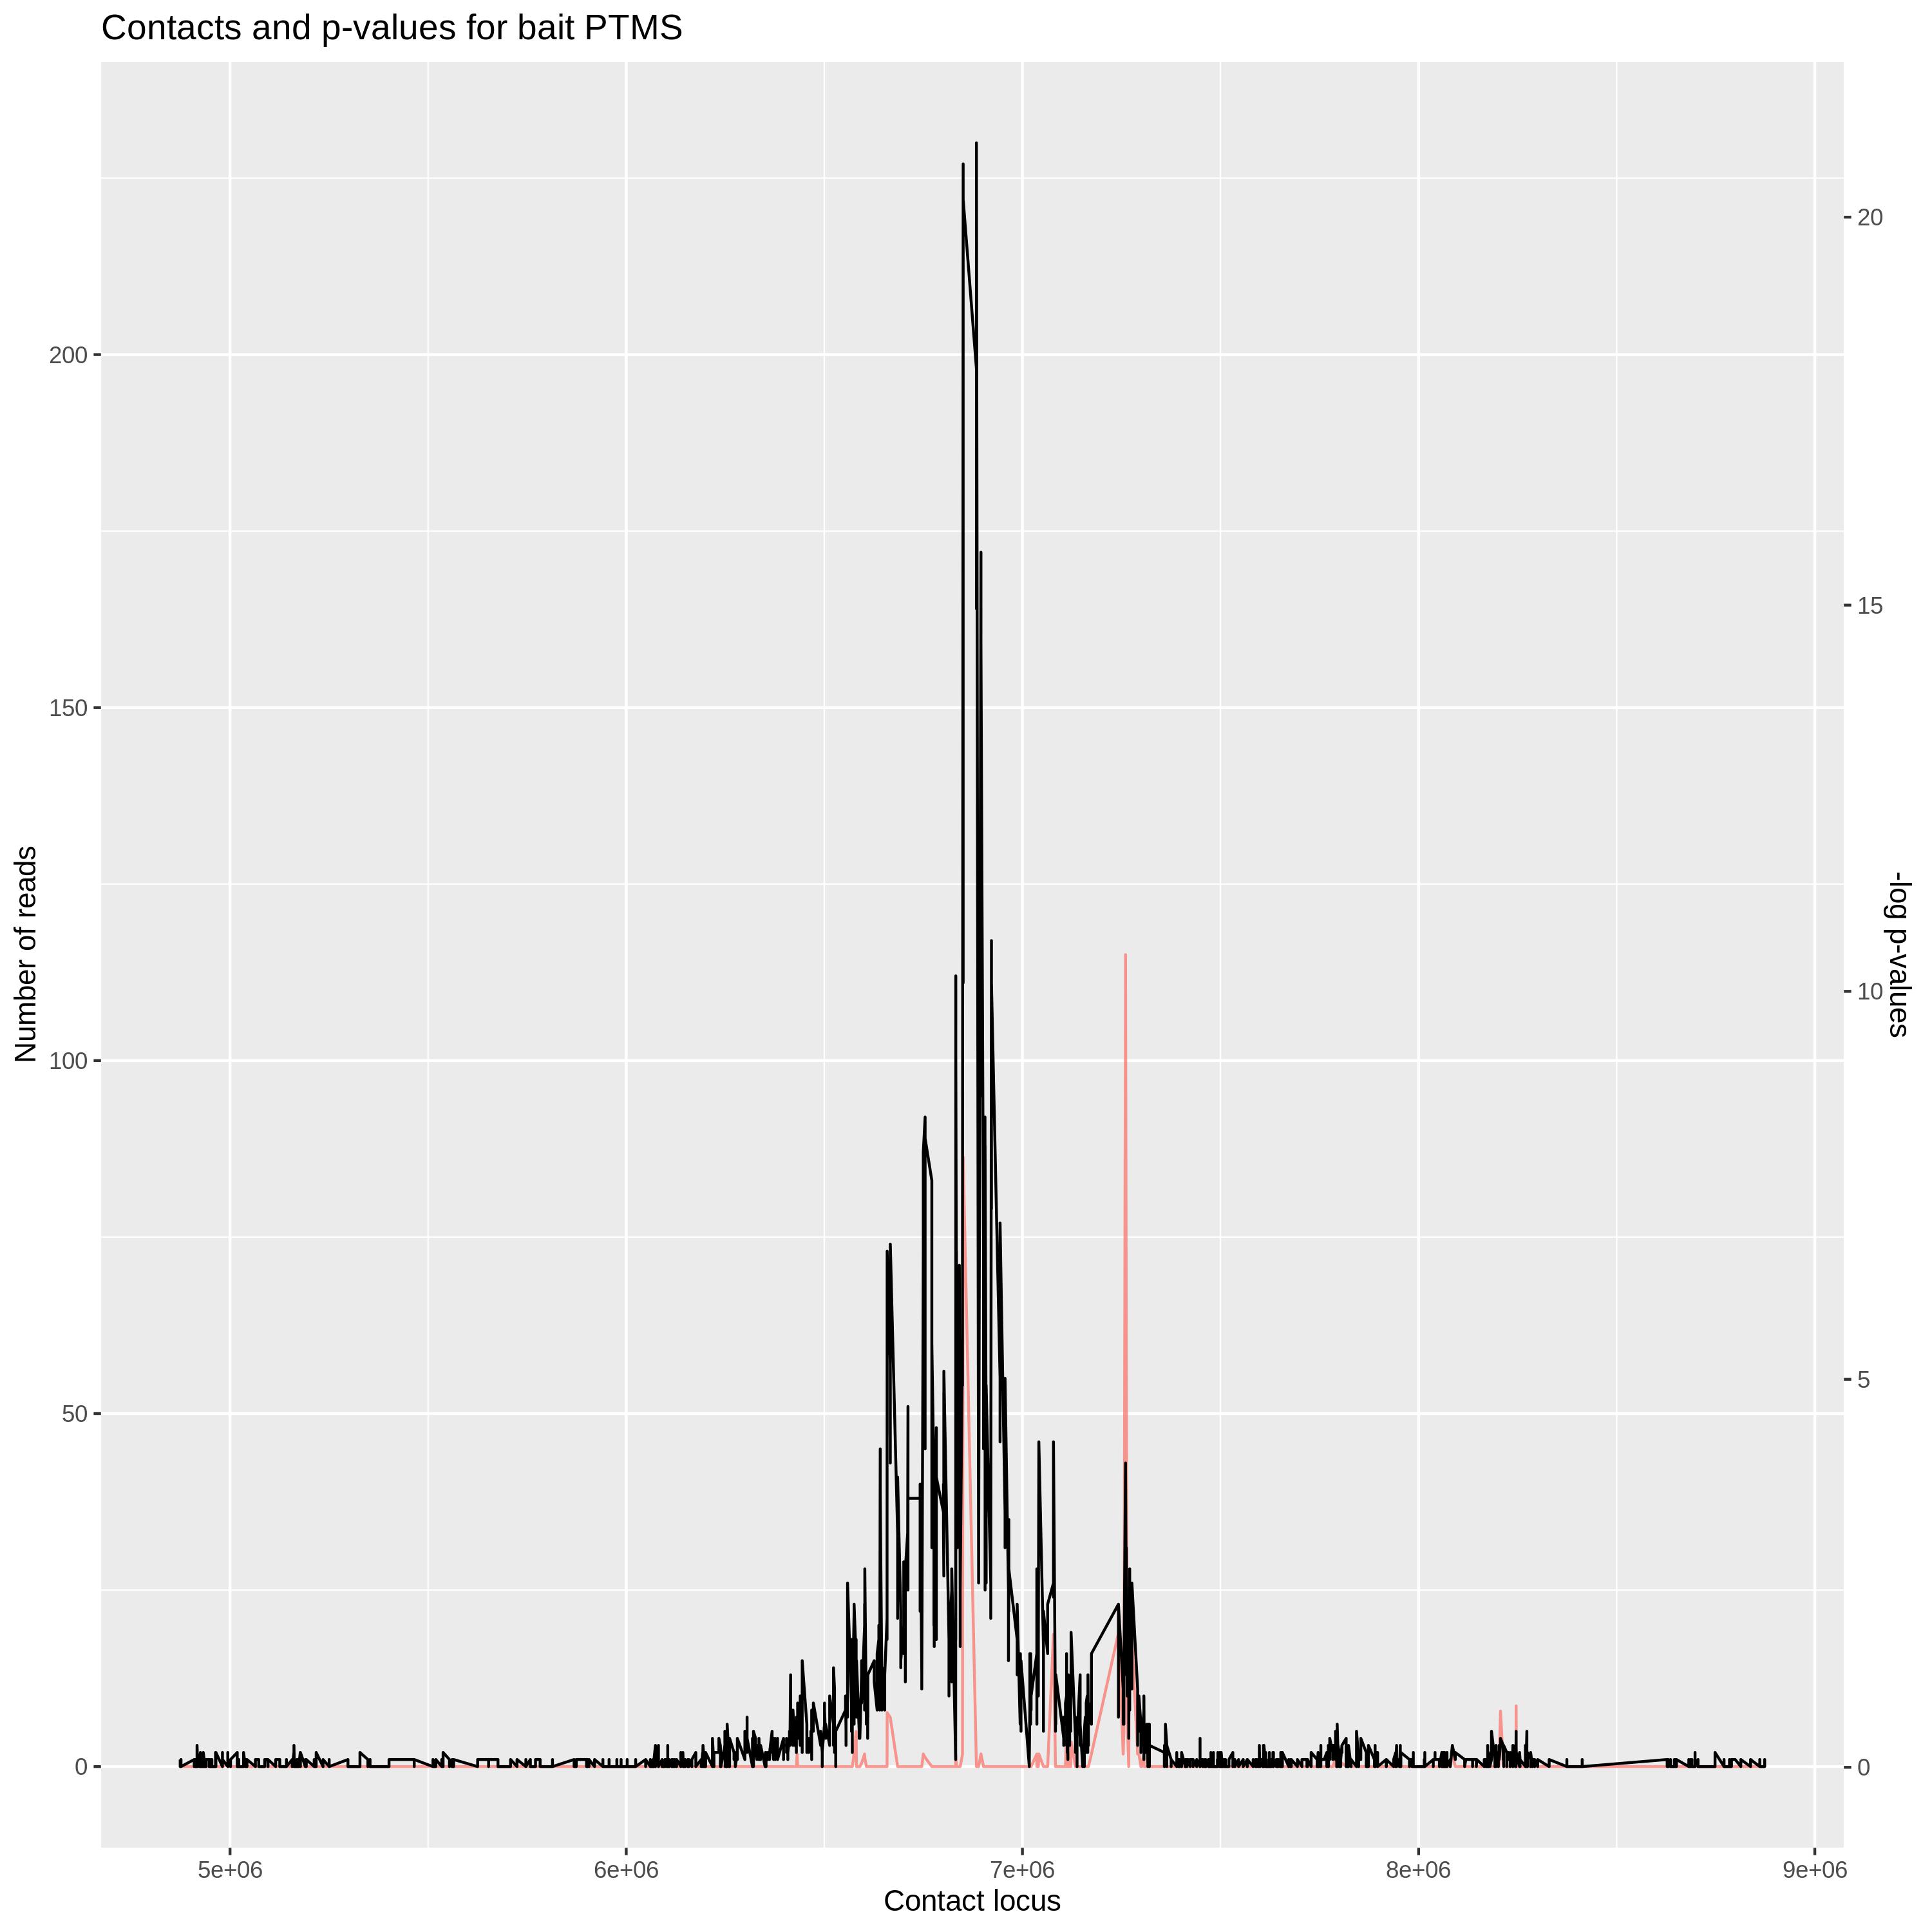 Contacts and p-values for bait PTMS
Number of reads
200
150
100
50
0
20
15
10
5
0
-log p-values
5e+06 6e+06 7e+06 8e+06 9e+06
Contact locus